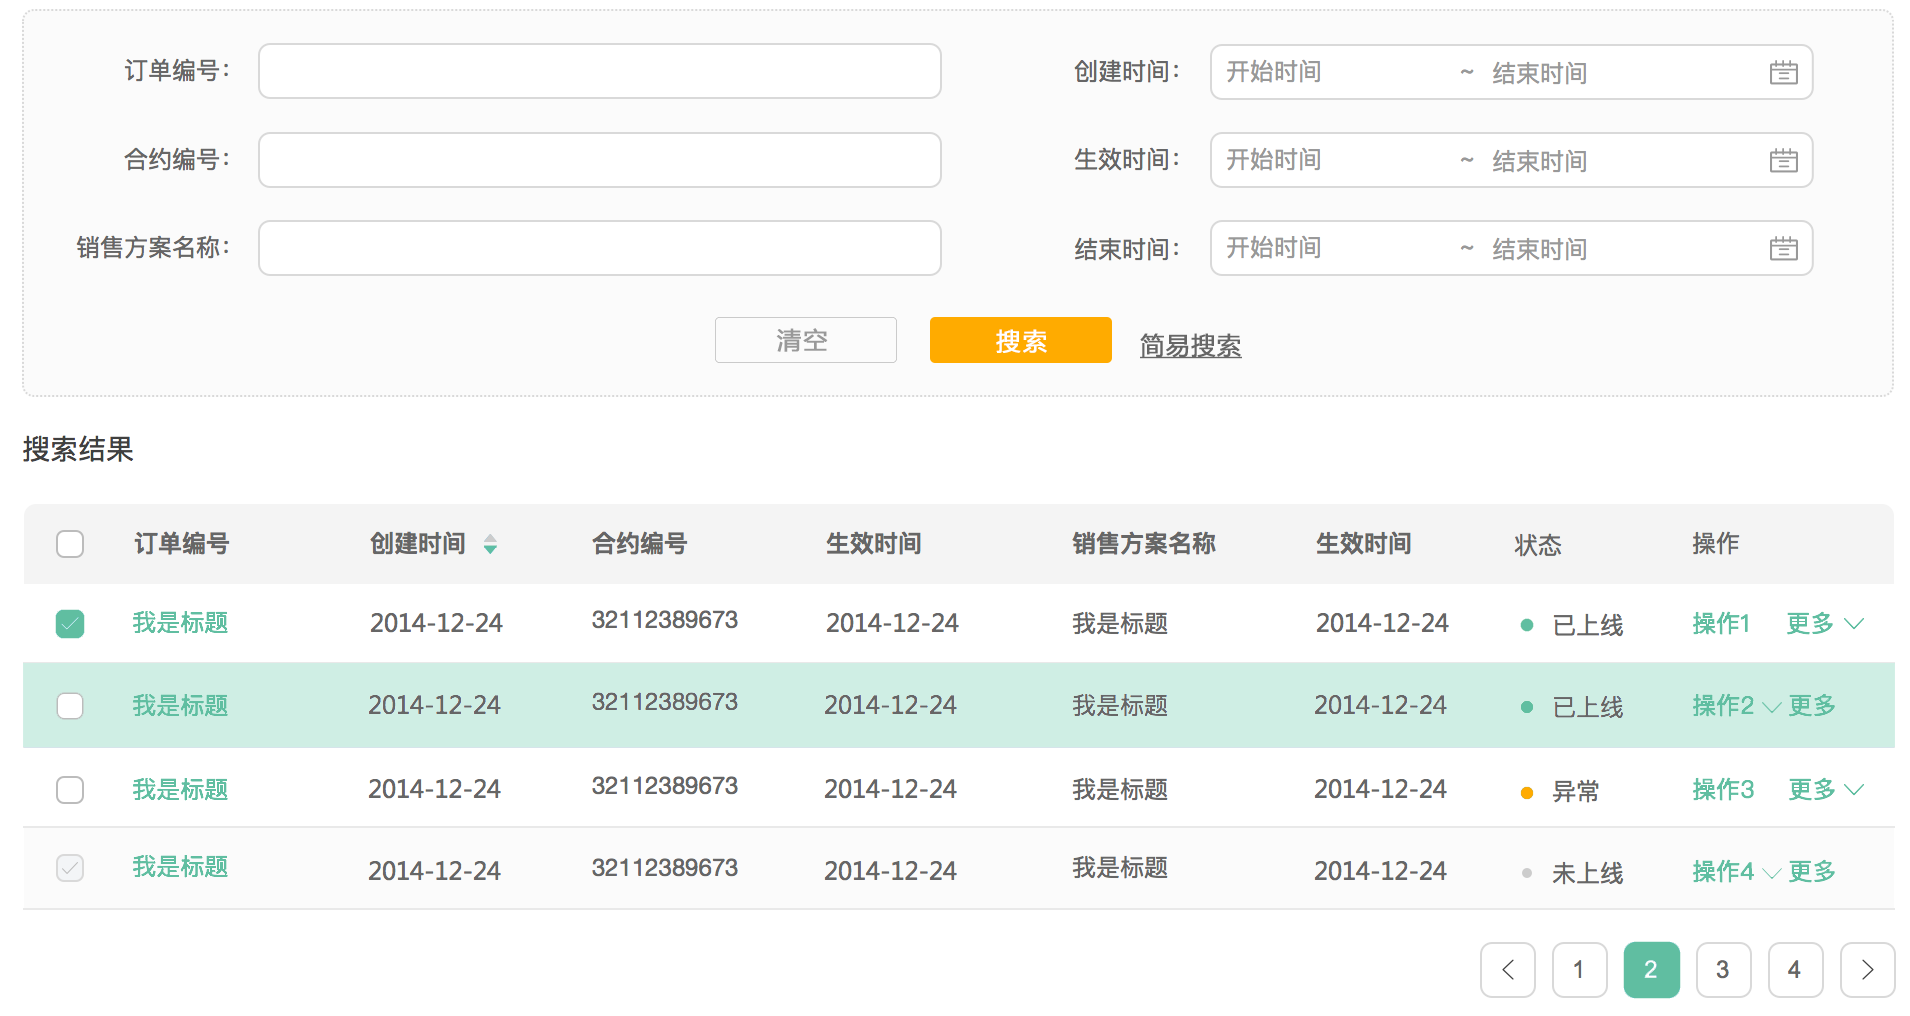 订单编号： 创建时间： 开始时间 ~ 结束时间
合约编号： 生效时间： 开始时间 ~ 结束时间
销售方案名称： 结束时间： 开始时间 ~ 结束时间
清空 搜索 简易搜索
搜索结果
订单编号 创建时间 合约编号 生效时间 销售方案名称 生效时间 状态 操作
我是标题 2014-12-24 32112389673 2014-12-24 我是标题 2014-12-24 已上线 操作1 更多
我是标题 2014-12-24 32112389673 2014-12-24 我是标题 2014-12-24 已上线 操作2 更多
我是标题 2014-12-24 32112389673 2014-12-24 我是标题 2014-12-24 异常 操作3 更多
我是标题 2014-12-24 32112389673 2014-12-24 我是标题 2014-12-24 未上线 操作4 更多
1 2 3 4